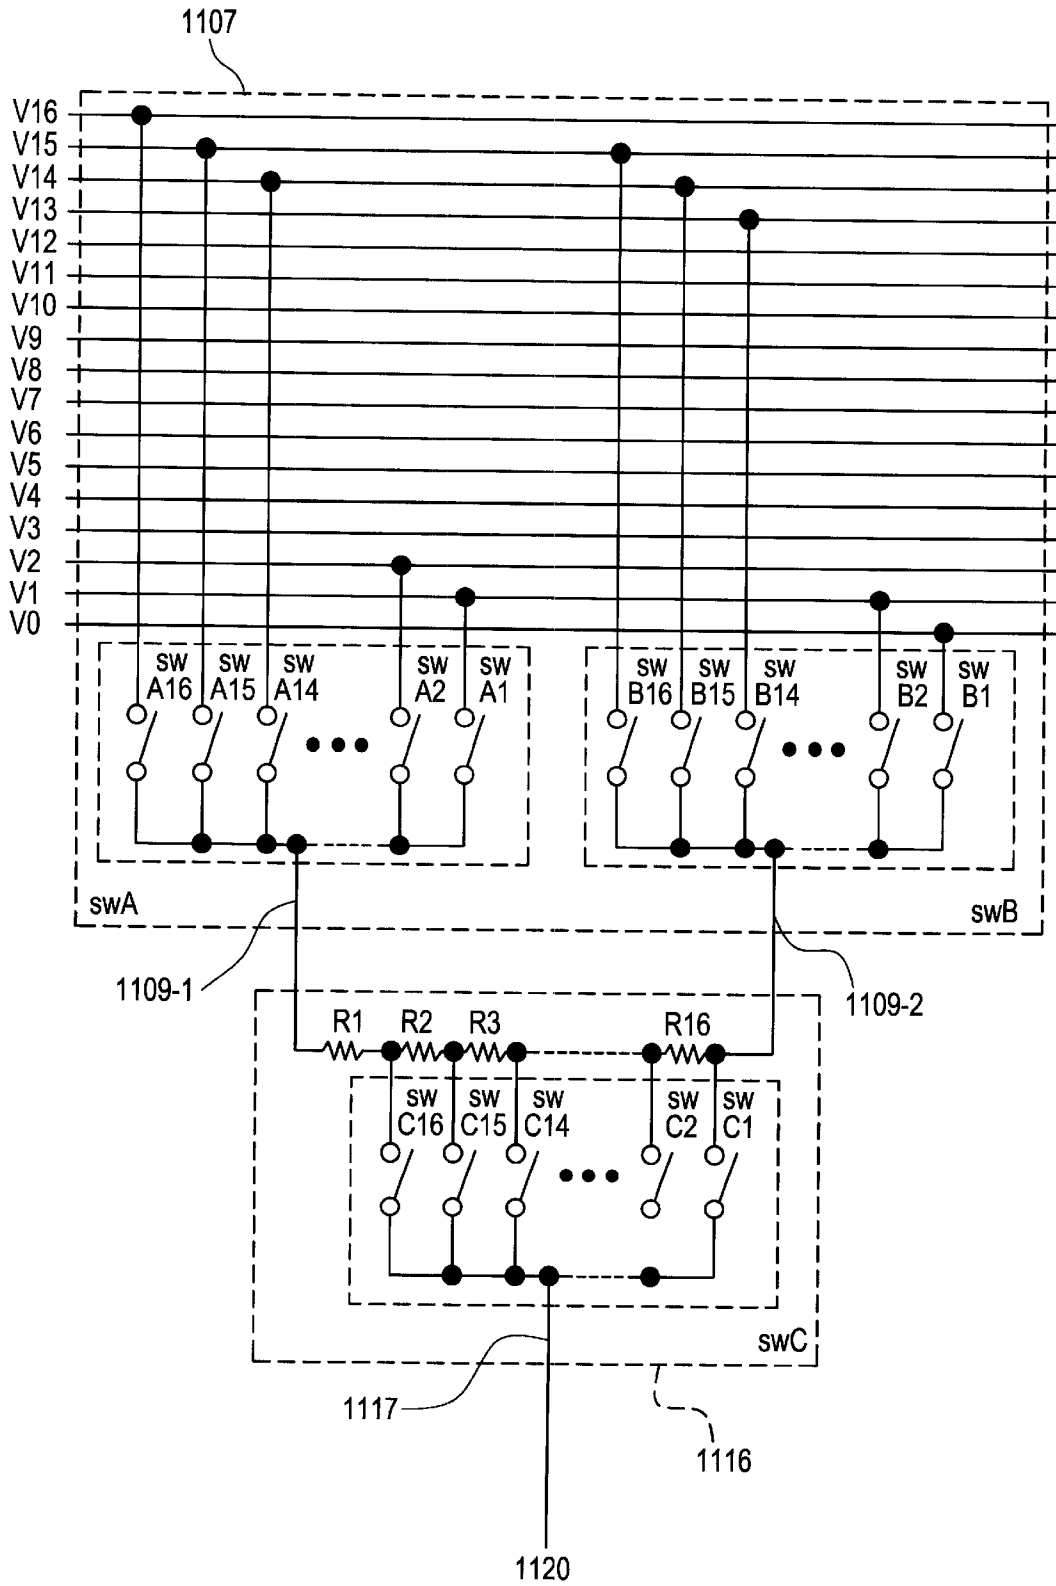 1107
V16
V15
V14
V13
V12
V11
V10
V9
V8
V7
V6
V5
V4
V3
V2
V1
V0
sw A16
sw A15
sw A14
sw A2
sw A1
sw B16
sw B15
sw B14
sw B2
sw B1
swA
swB
1109-1
1109-2
R1 R2 R3 R16
sw C16
sw C15
sw C14
sw C2
sw C1
swC
1117
1116
1120